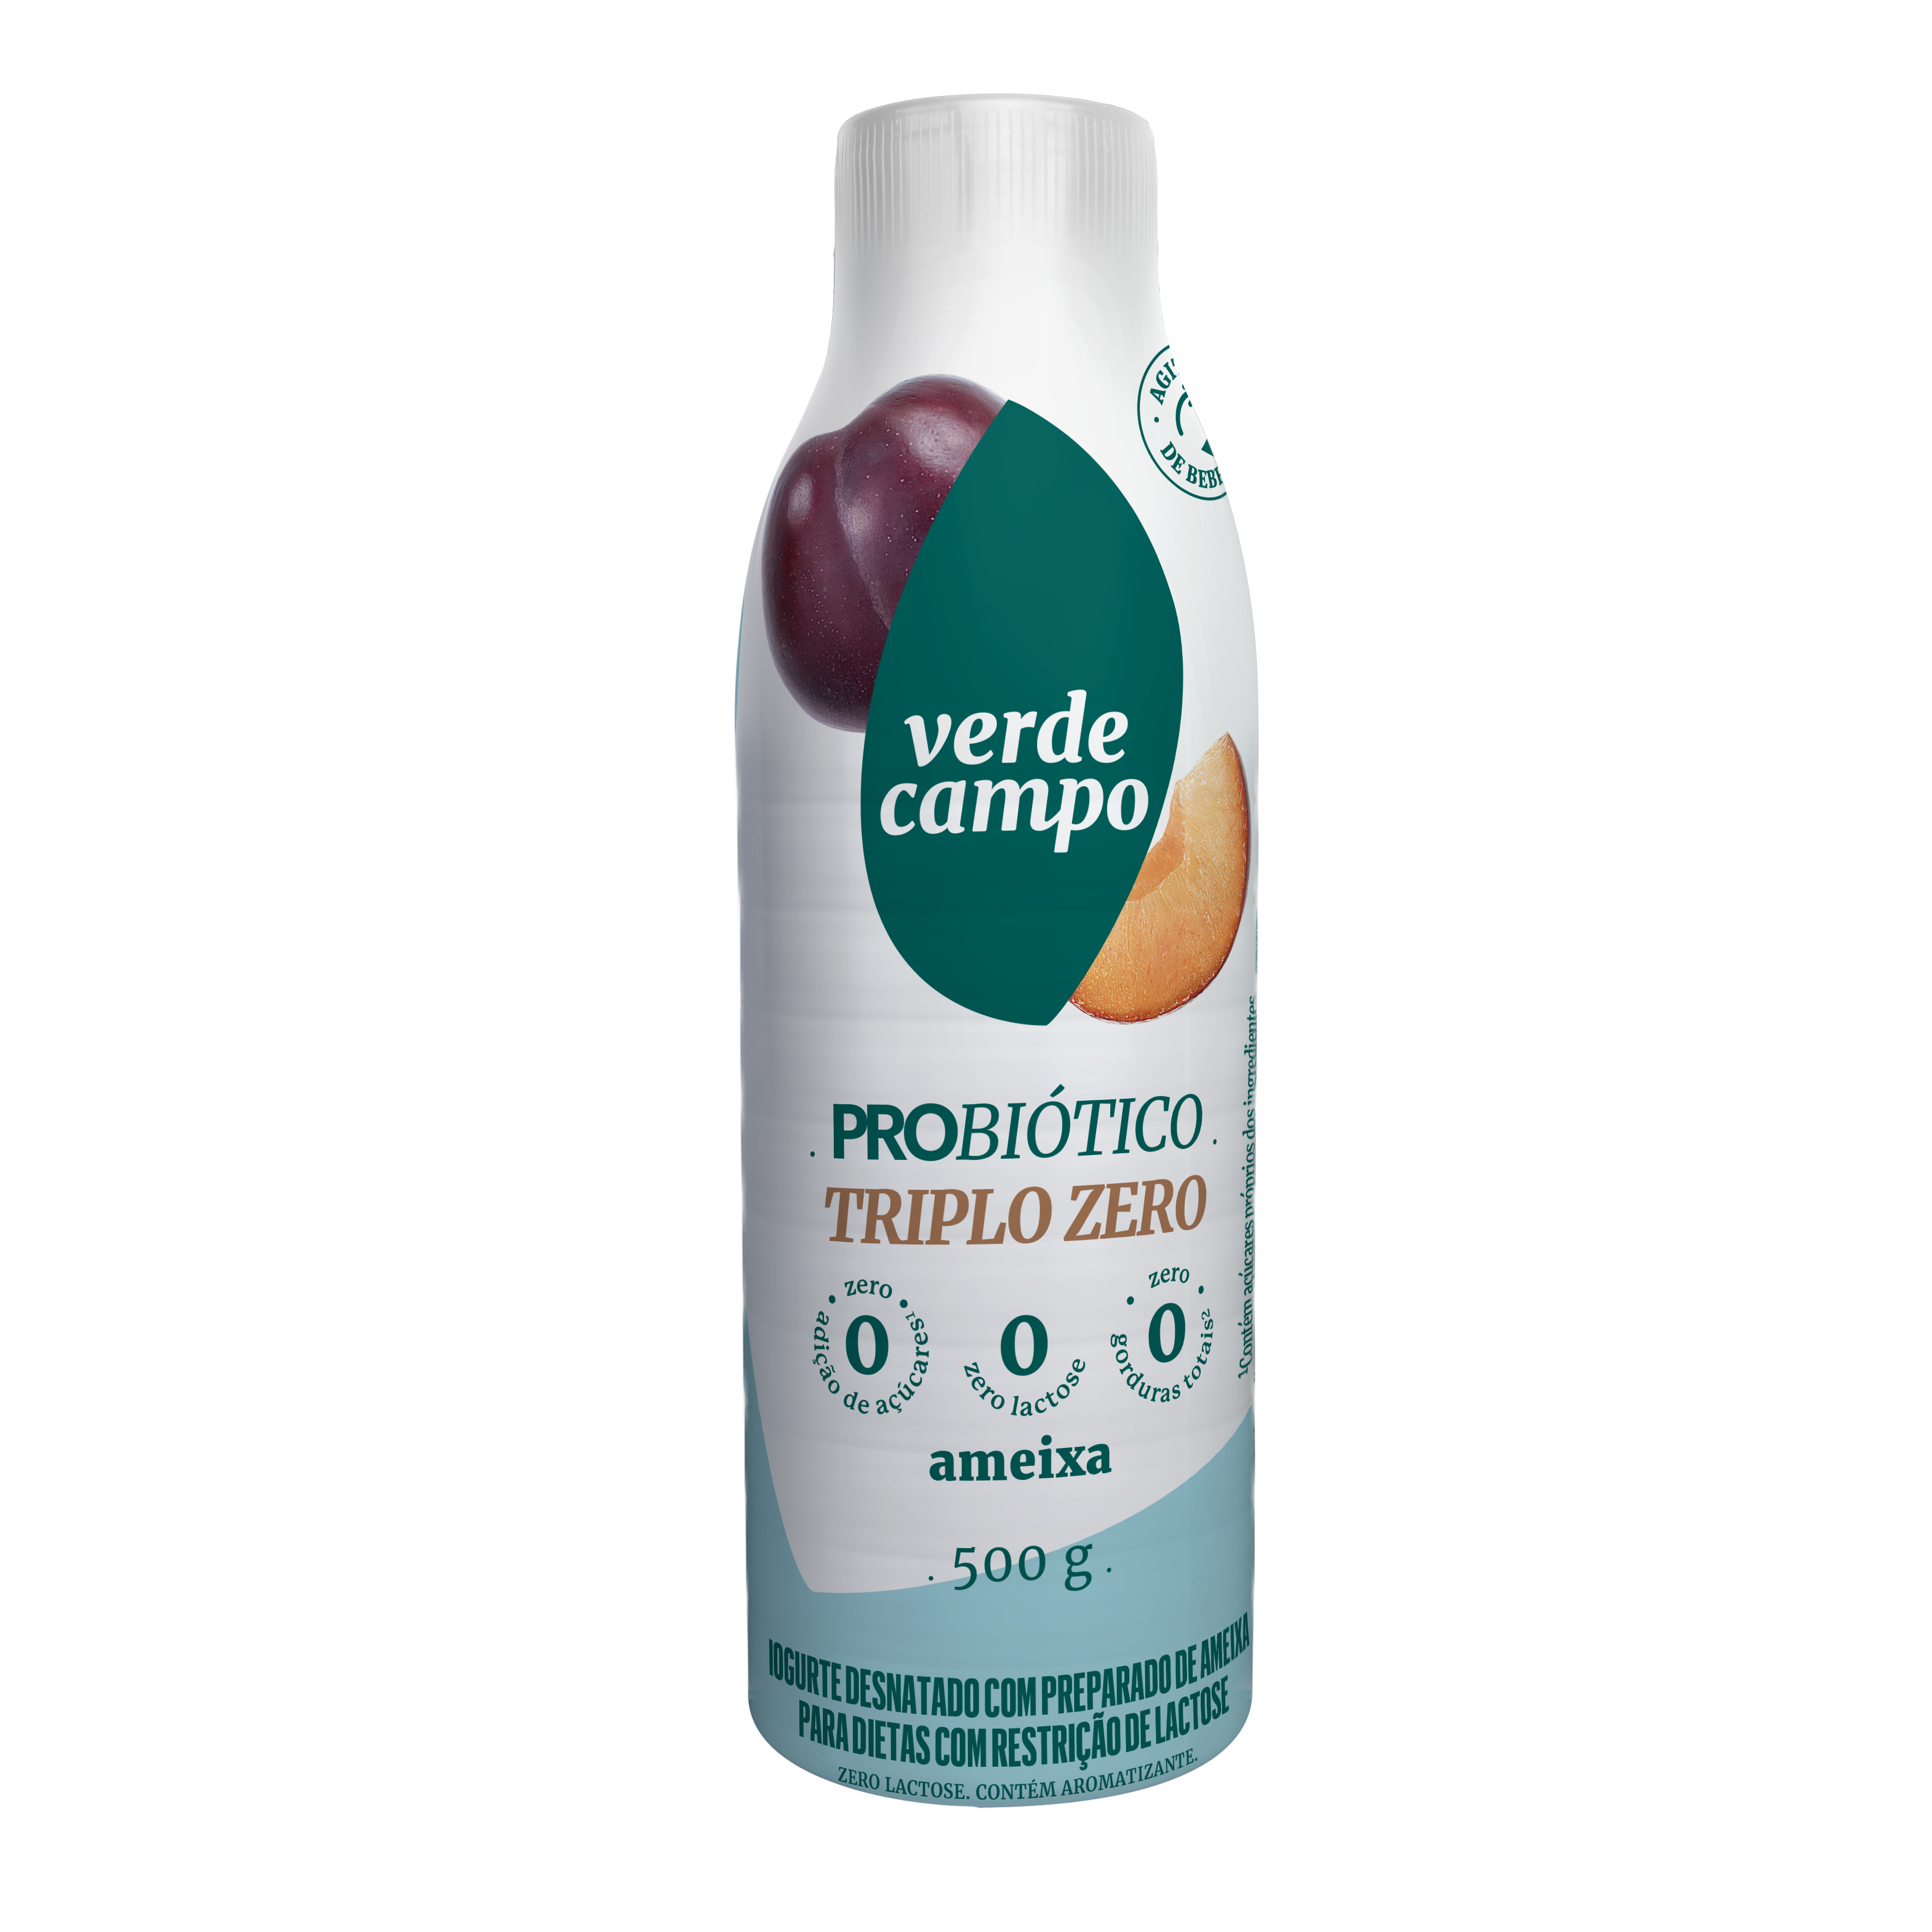 DE
verde
campo
PROBIÓTICO
TRIPLO ZERO
zero
0
adição de açúcares¹
0
zero lactose
zero
0
gorduras totais²
ameixa
500 g
IOGURTE DESNATADO COM PREPARADO DE AMEIXA
PARA DIETAS COM RESTRIÇÃO DE LACTOSE
ZERO LACTOSE. CONTÉM AROMATIZANTE.
¹Contém açúcares próprios dos ingredientes